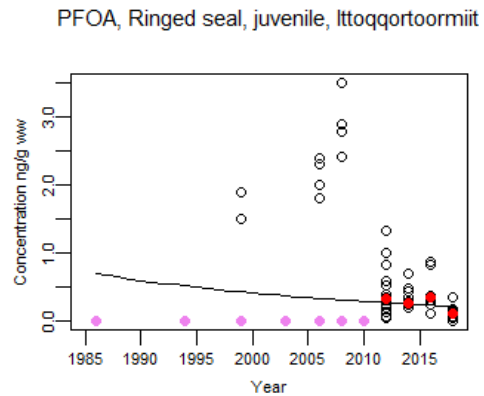 PFOA, Ringed seal, juvenile, Ittoqqortoormiit
Concentration ng/g ww
3.0
2.0
1.0
0.0
1985 1990 1995 2000 2005 2010 2015
Year